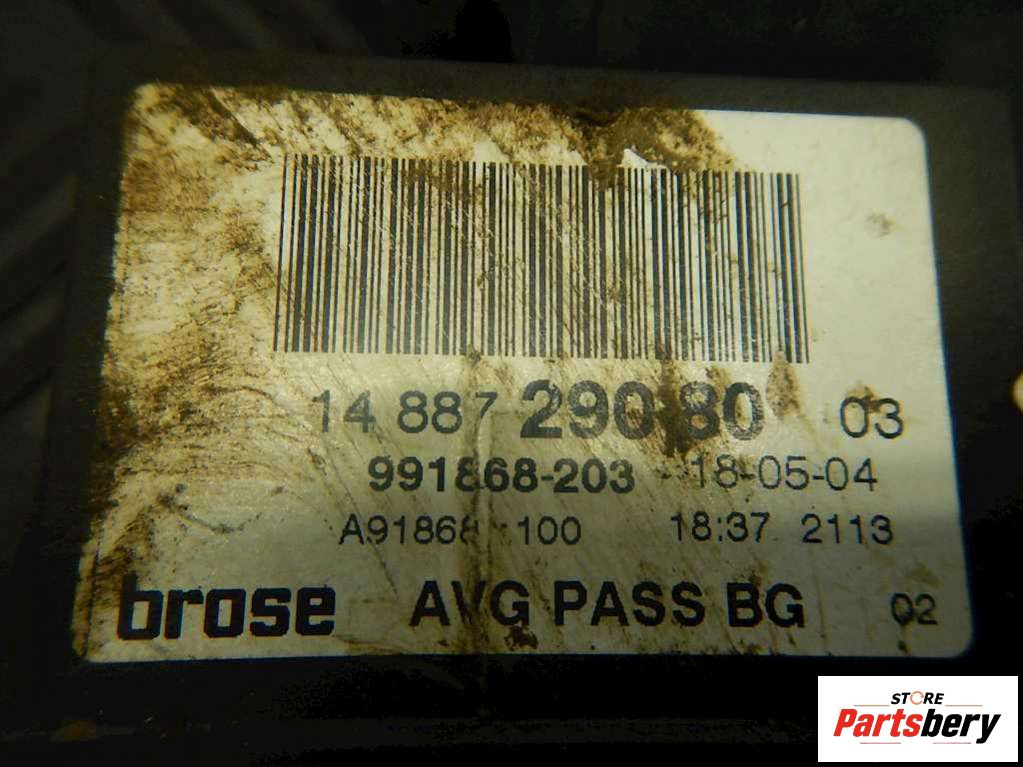 14 887 290 80 03
991868-203 18-05-04
A91868 100 18:37 2113
brose AVG PASS BG 02
STORE
Partsbery